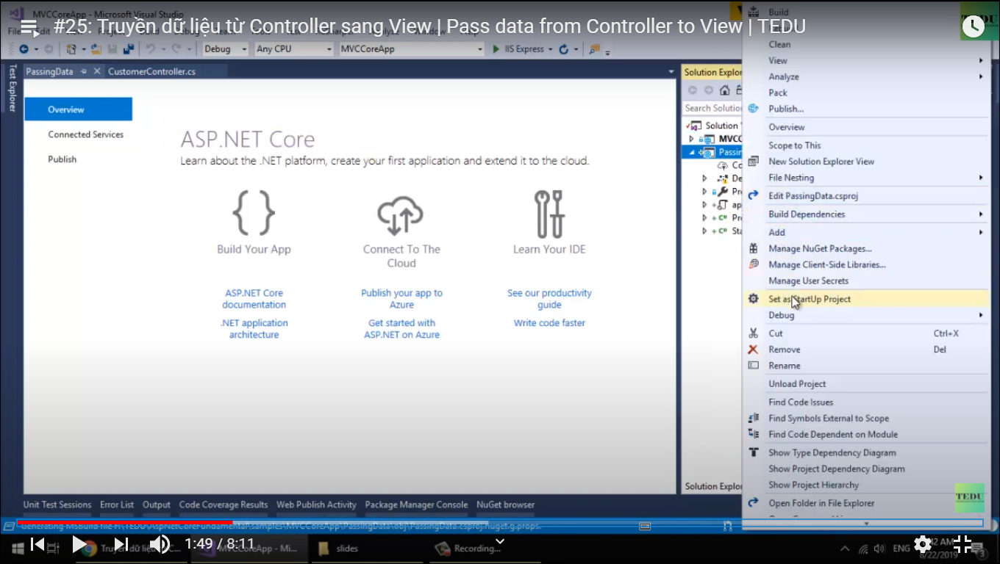 MVCCoreApp - Microsoft Visual Studio
#25: Truyền dữ liệu từ Controller sang View | Pass data from Controller to View | TEDU
File Edit
Debug
Any CPU
MVCCoreApp
IIS Express
Test Explorer
PassingData
CustomerController.cs
Overview
Connected Services
Publish
ASP.NET Core
Learn about the .NET platform, create your first application and extend it to the cloud.
Build Your App
Connect To The
Cloud
Learn Your IDE
ASP.NET Core
documentation
.NET application
architecture
Publish your app to
Azure
Get started with
ASP.NET on Azure
See our productivity
guide
Write code faster
Solution Explor
Search Solutio
Solution '
MVCC
Passin
Co
De
Pr
ap
Pr
Sta
Solution Explor
Build
Clean
View
Analyze
Pack
Publish...
Overview
Scope to This
New Solution Explorer View
File Nesting
Edit PassingData.csproj
Build Dependencies
Add
Manage NuGet Packages...
Manage Client-Side Libraries...
Manage User Secrets
Set as StartUp Project
Debug
Cut Ctrl+X
Remove Del
Rename
Unload Project
Find Code Issues
Find Symbols External to Scope
Find Code Dependent on Module
Show Type Dependency Diagram
Show Project Dependency Diagram
Show Project Hierarchy
Open Folder in File Explorer
TEDU
Unit Test Sessions Error List Output Code Coverage Results Web Publish Activity Package Manager Console NuGet browser
Generating MSBuild file F:\TEDU\AspNetCoreFundamental\samples\MVCCoreApp\PassingData\obj\PassingData.csproj.nuget.g.props.
1:49 / 8:11
Truyền dữ liệu
MVCCoreApp - Mi...
slides
Recording...
ENG
8/22/2019
3